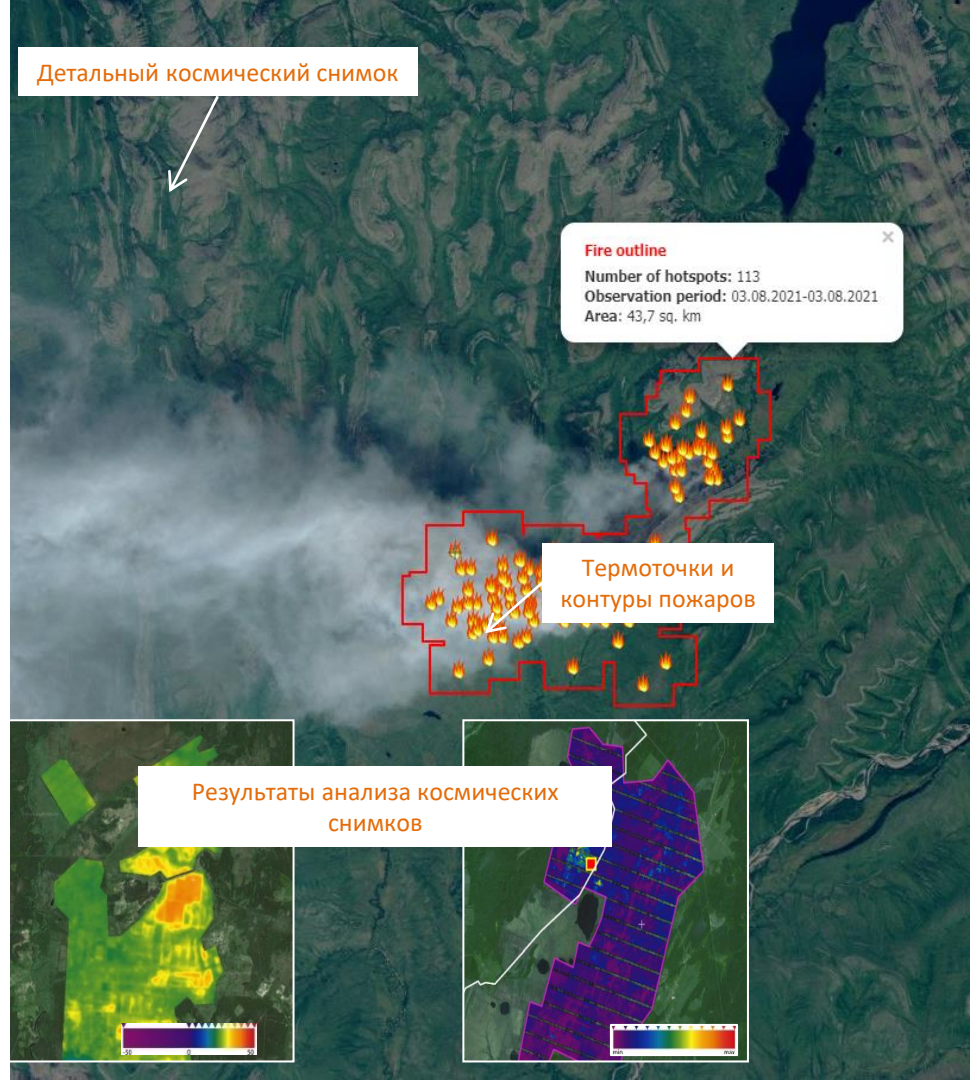 Детальный космический снимок
×
Fire outline
Number of hotspots: 113
Observation period: 03.08.2021-03.08.2021
Area: 43,7 sq. km
Термоточки и
контуры пожаров
Результаты анализа космических
снимков
-50 0 50
min max